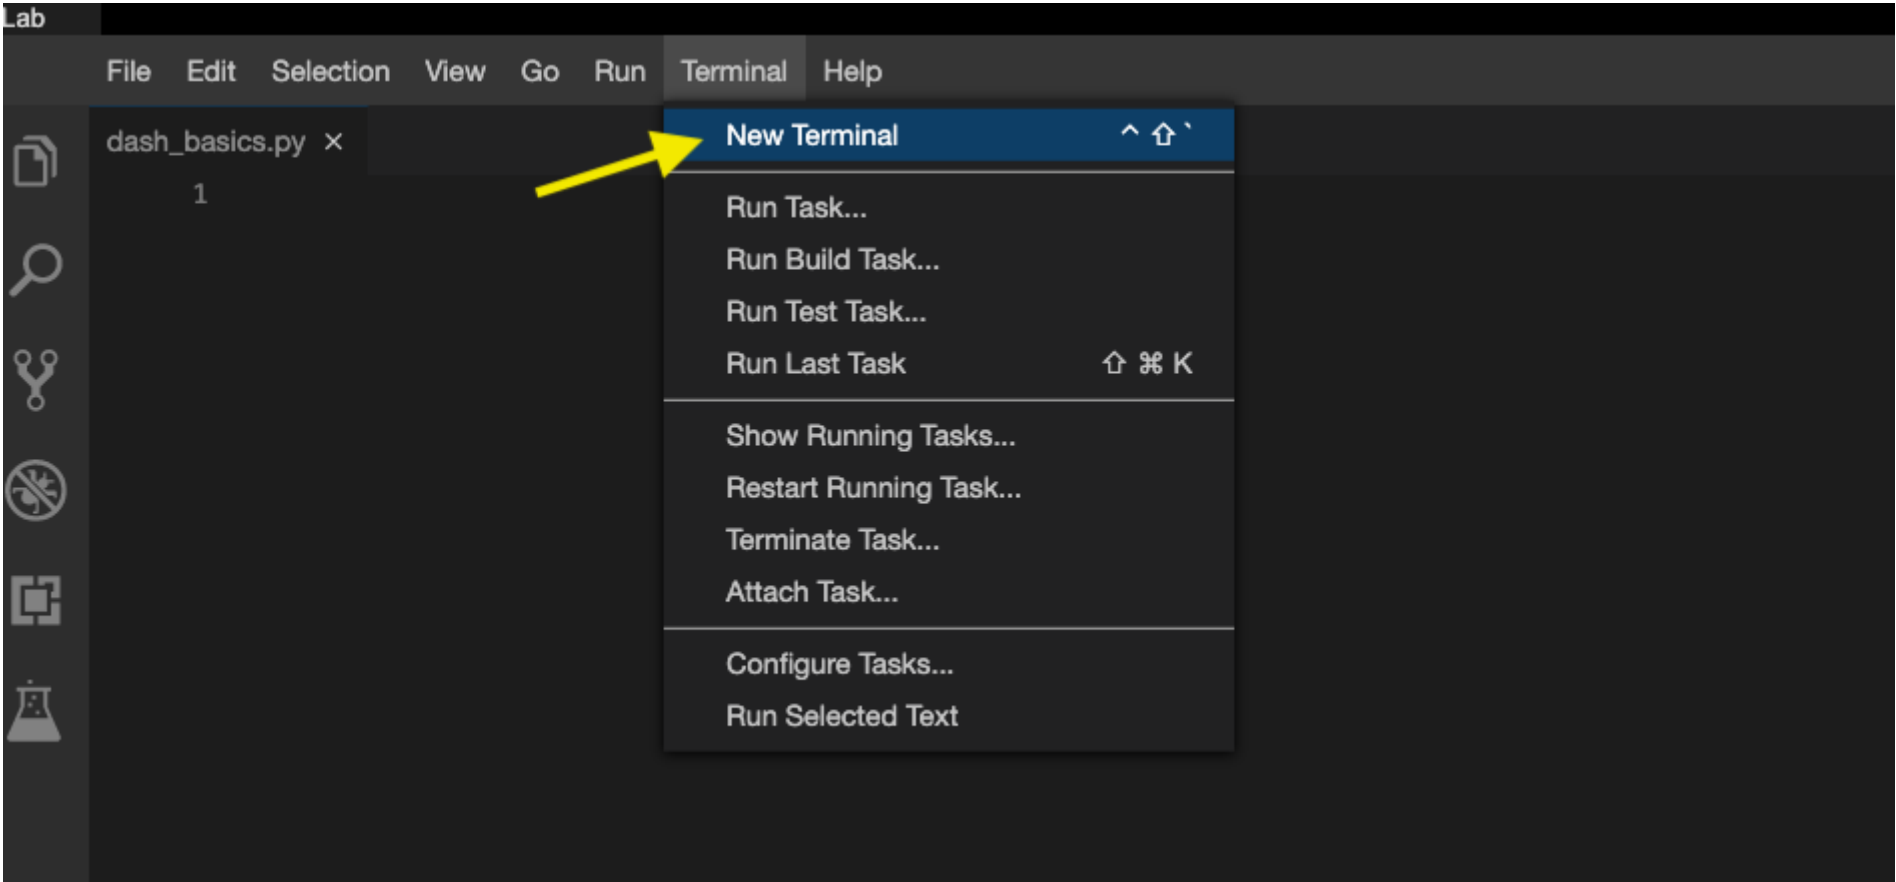 Lab
File Edit Selection View Go Run Terminal Help
dash_basics.py ×
1
New Terminal ^ ⇧ `
Run Task...
Run Build Task...
Run Test Task...
Run Last Task ⇧ ⌘ K
Show Running Tasks...
Restart Running Task...
Terminate Task...
Attach Task...
Configure Tasks...
Run Selected Text